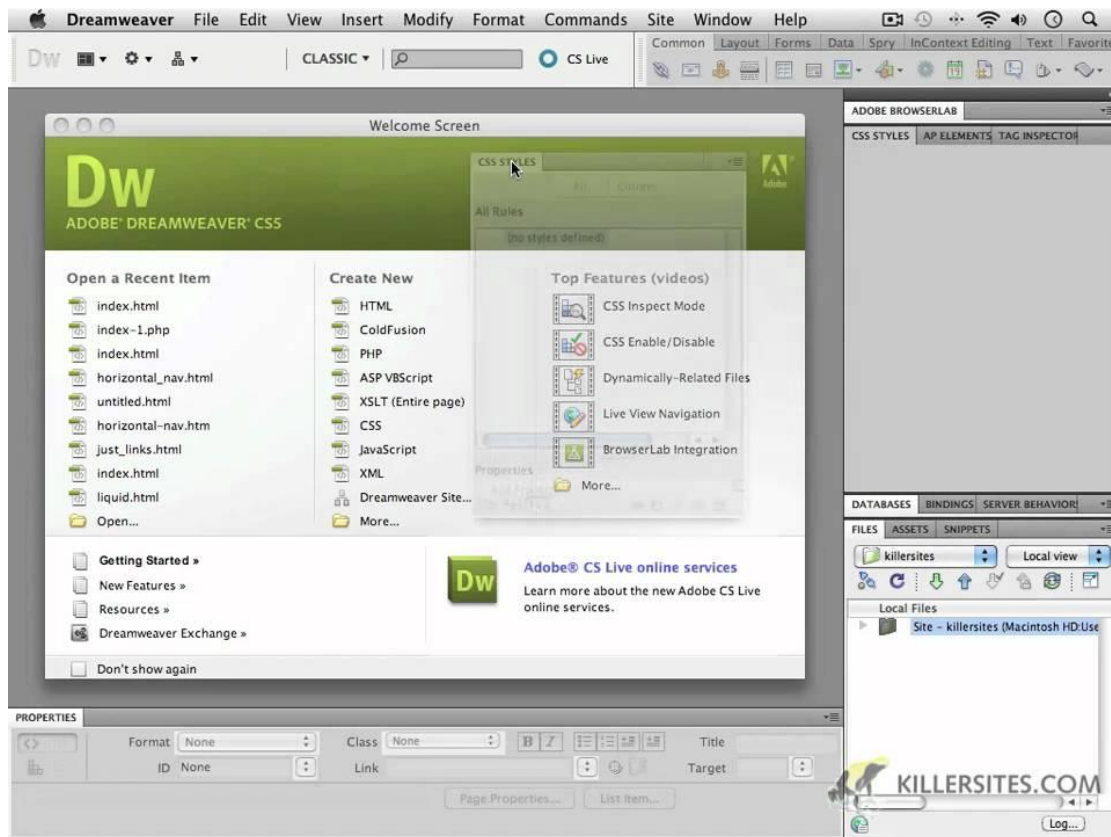 Dreamweaver File Edit View Insert Modify Format Commands Site Window Help
Dw CLASSIC CS Live
Common Layout Forms Data Spry InContext Editing Text Favorit
Welcome Screen
Dw
ADOBE® DREAMWEAVER® CS5
CSS STYLES
Adobe
All Rules
(no styles defined)
Open a Recent Item
index.html
index-1.php
index.html
horizontal_nav.html
untitled.html
horizontal-nav.htm
just_links.html
index.html
liquid.html
Open...
Create New
HTML
ColdFusion
PHP
ASP VBScript
XSLT (Entire page)
CSS
JavaScript
XML
Dreamweaver Site...
More...
Top Features (videos)
CSS Inspect Mode
CSS Enable/Disable
Dynamically-Related Files
Live View Navigation
BrowserLab Integration
More...
Properties
Getting Started »
New Features »
Resources »
Dreamweaver Exchange »
Dw
Adobe® CS Live online services
Learn more about the new Adobe CS Live
online services.
Don't show again
ADOBE BROWSERLAB
CSS STYLES AP ELEMENTS TAG INSPECTOR
DATABASES BINDINGS SERVER BEHAVIOR
FILES ASSETS SNIPPETS
killersites Local view
Local Files
Site - killersites (Macintosh HD:Use
PROPERTIES
Format None Class None B I Title
ID None Link Target
Page Properties... List Item...
KILLERSITES.COM
Log...